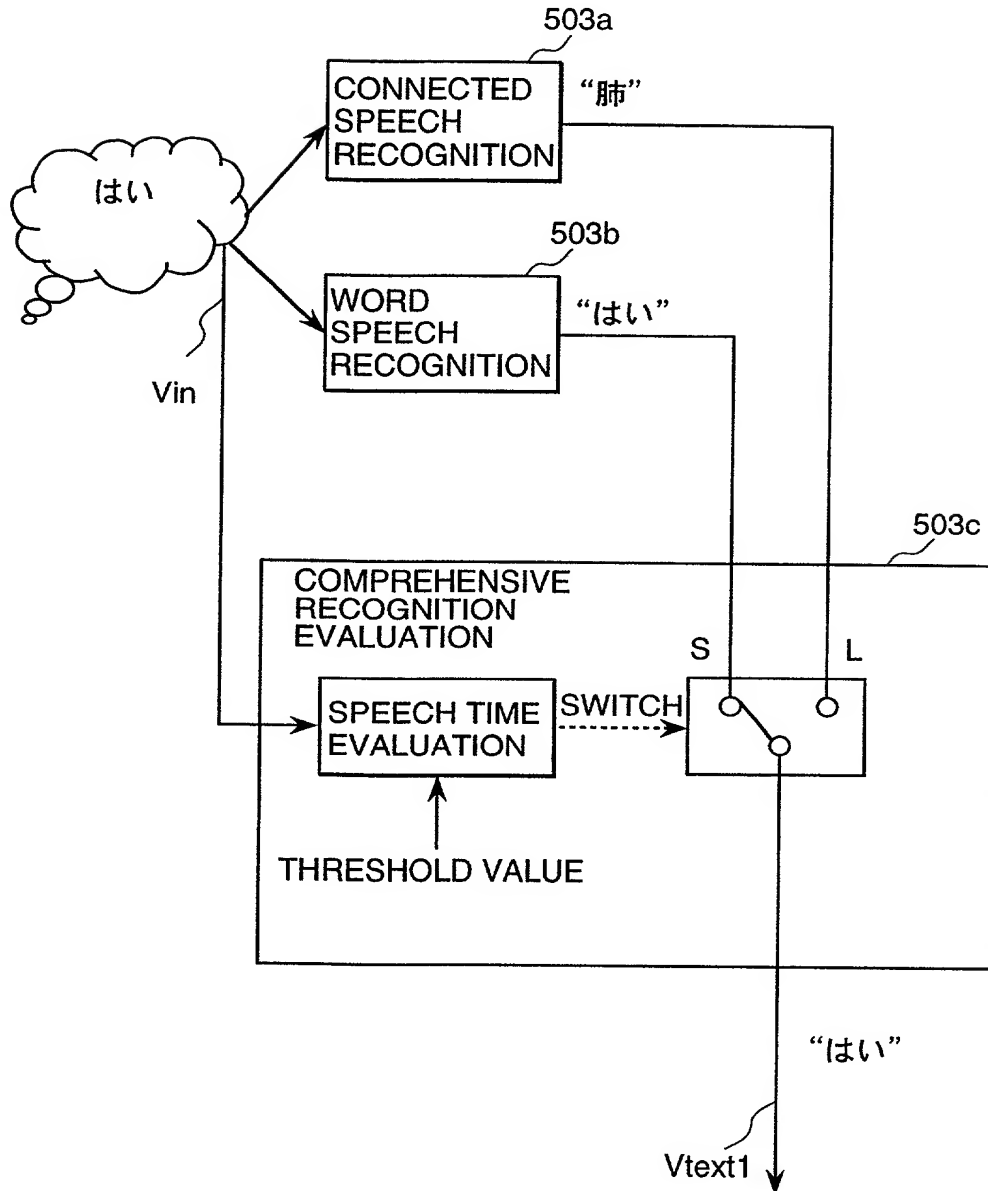 503a
CONNECTED
SPEECH
RECOGNITION
“肺”
はい
503b
WORD
SPEECH
RECOGNITION
“はい”
Vin
503c
COMPREHENSIVE
RECOGNITION
EVALUATION
S
L
SPEECH TIME
EVALUATION
SWITCH
THRESHOLD VALUE
“はい”
Vtext1